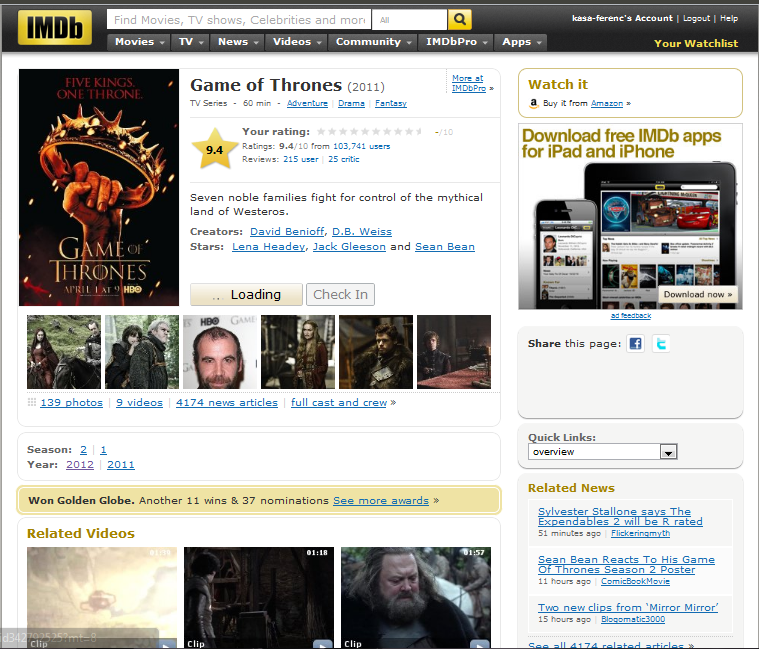 IMDb
Find Movies, TV shows, Celebrities and more
All
kasa-ferenc's Account | Logout | Help
Movies
TV
News
Videos
Community
IMDbPro
Apps
Your Watchlist
FIVE KINGS.
ONE THRONE.
GAME OF
THRONES
APRIL 1 AT 9 HBO
Game of Thrones (2011)
More at
IMDbPro »
TV Series - 60 min - Adventure | Drama | Fantasy
9.4
Your rating: -/10
Ratings: 9.4/10 from 103,741 users
Reviews: 215 user | 25 critic
Seven noble families fight for control of the mythical
land of Westeros.
Creators: David Benioff, D.B. Weiss
Stars: Lena Headey, Jack Gleeson and Sean Bean
... Loading
Check In
HBO GAME
139 photos | 9 videos | 4174 news articles | full cast and crew »
Season: 2 | 1
Year: 2012 | 2011
Won Golden Globe. Another 11 wins & 37 nominations See more awards »
Related Videos
01:18
01:57
Clip
Clip
Clip
Watch it
Buy it from Amazon »
Download free IMDb apps
for iPad and iPhone
Download now »
ad feedback
Share this page:
Quick Links:
overview
Related News
Sylvester Stallone says The
Expendables 2 will be R rated
51 minutes ago | Flickeringmyth
Sean Bean Reacts To His Game
Of Thrones Season 2 Poster
11 hours ago | ComicBookMovie
Two new clips from 'Mirror Mirror'
15 hours ago | Blogomatic3000
See all 4174 related articles »